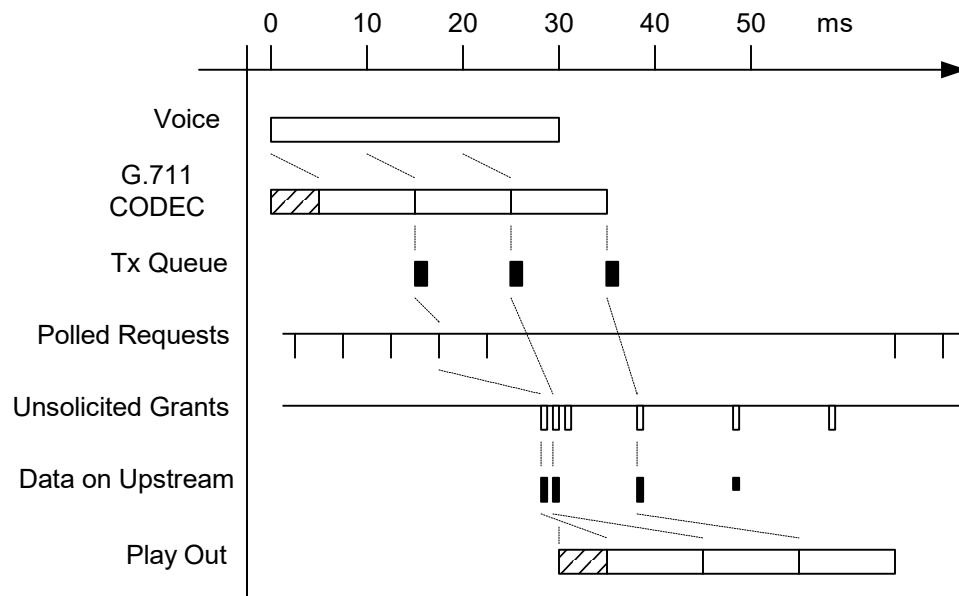 0 10 20 30 40 50 ms
Voice
G.711
CODEC
Tx Queue
Polled Requests
Unsolicited Grants
Data on Upstream
Play Out